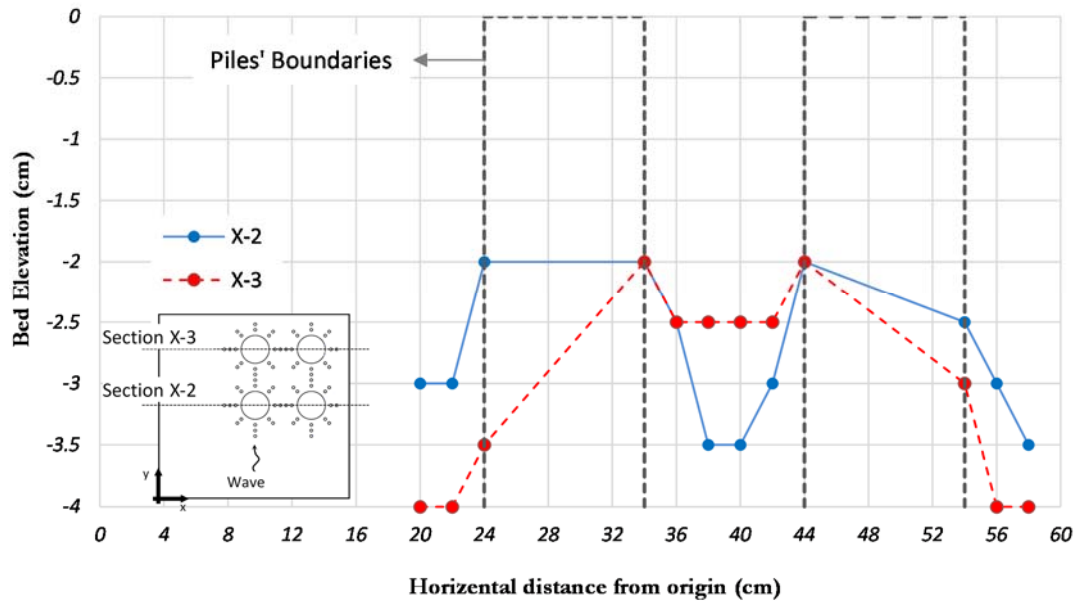 0
-0.5
-1
-1.5
-2
-2.5
-3
-3.5
-4
Bed Elevation (cm)
Piles' Boundaries
X-2
X-3
Section X-3
Section X-2
Wave
y
x
0 4 8 12 16 20 24 28 32 36 40 44 48 52 56 60
Horizental distance from origin (cm)